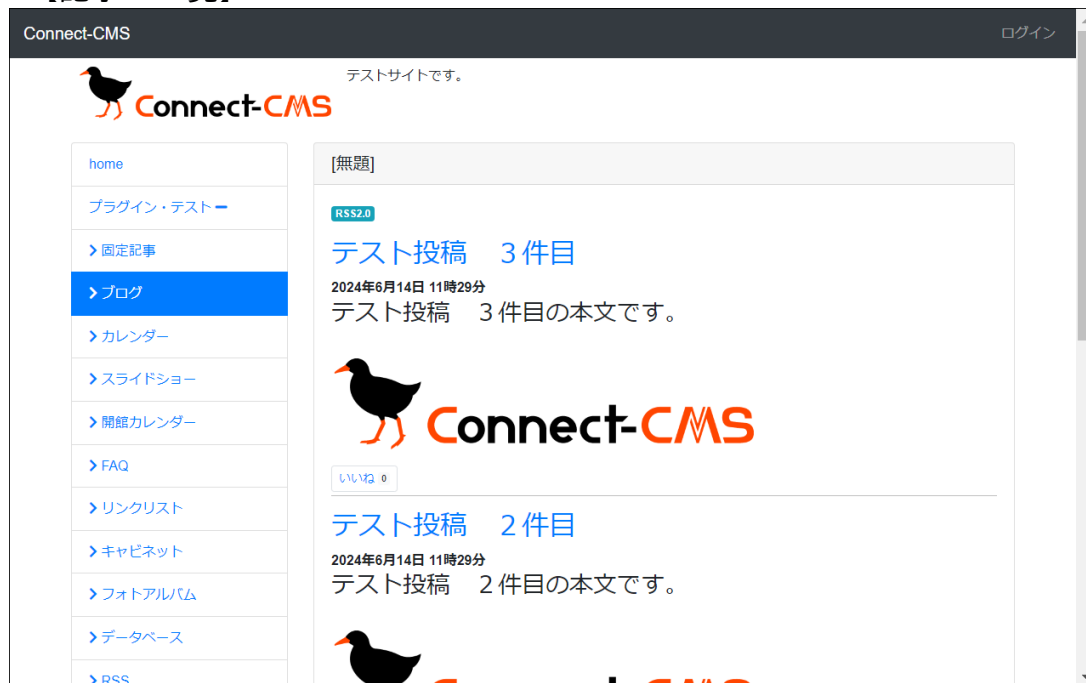 Connect-CMS
ログイン
Connect-CMS
テストサイトです。
home
プラグイン・テスト
固定記事
ブログ
カレンダー
スライドショー
開館カレンダー
FAQ
リンクリスト
キャビネット
フォトアルバム
データベース
RSS
[無題]
RSS2.0
テスト投稿　３件目
2024年6月14日 11時29分
テスト投稿　３件目の本文です。
Connect-CMS
いいね 0
テスト投稿　２件目
2024年6月14日 11時29分
テスト投稿　２件目の本文です。
Connect-CMS